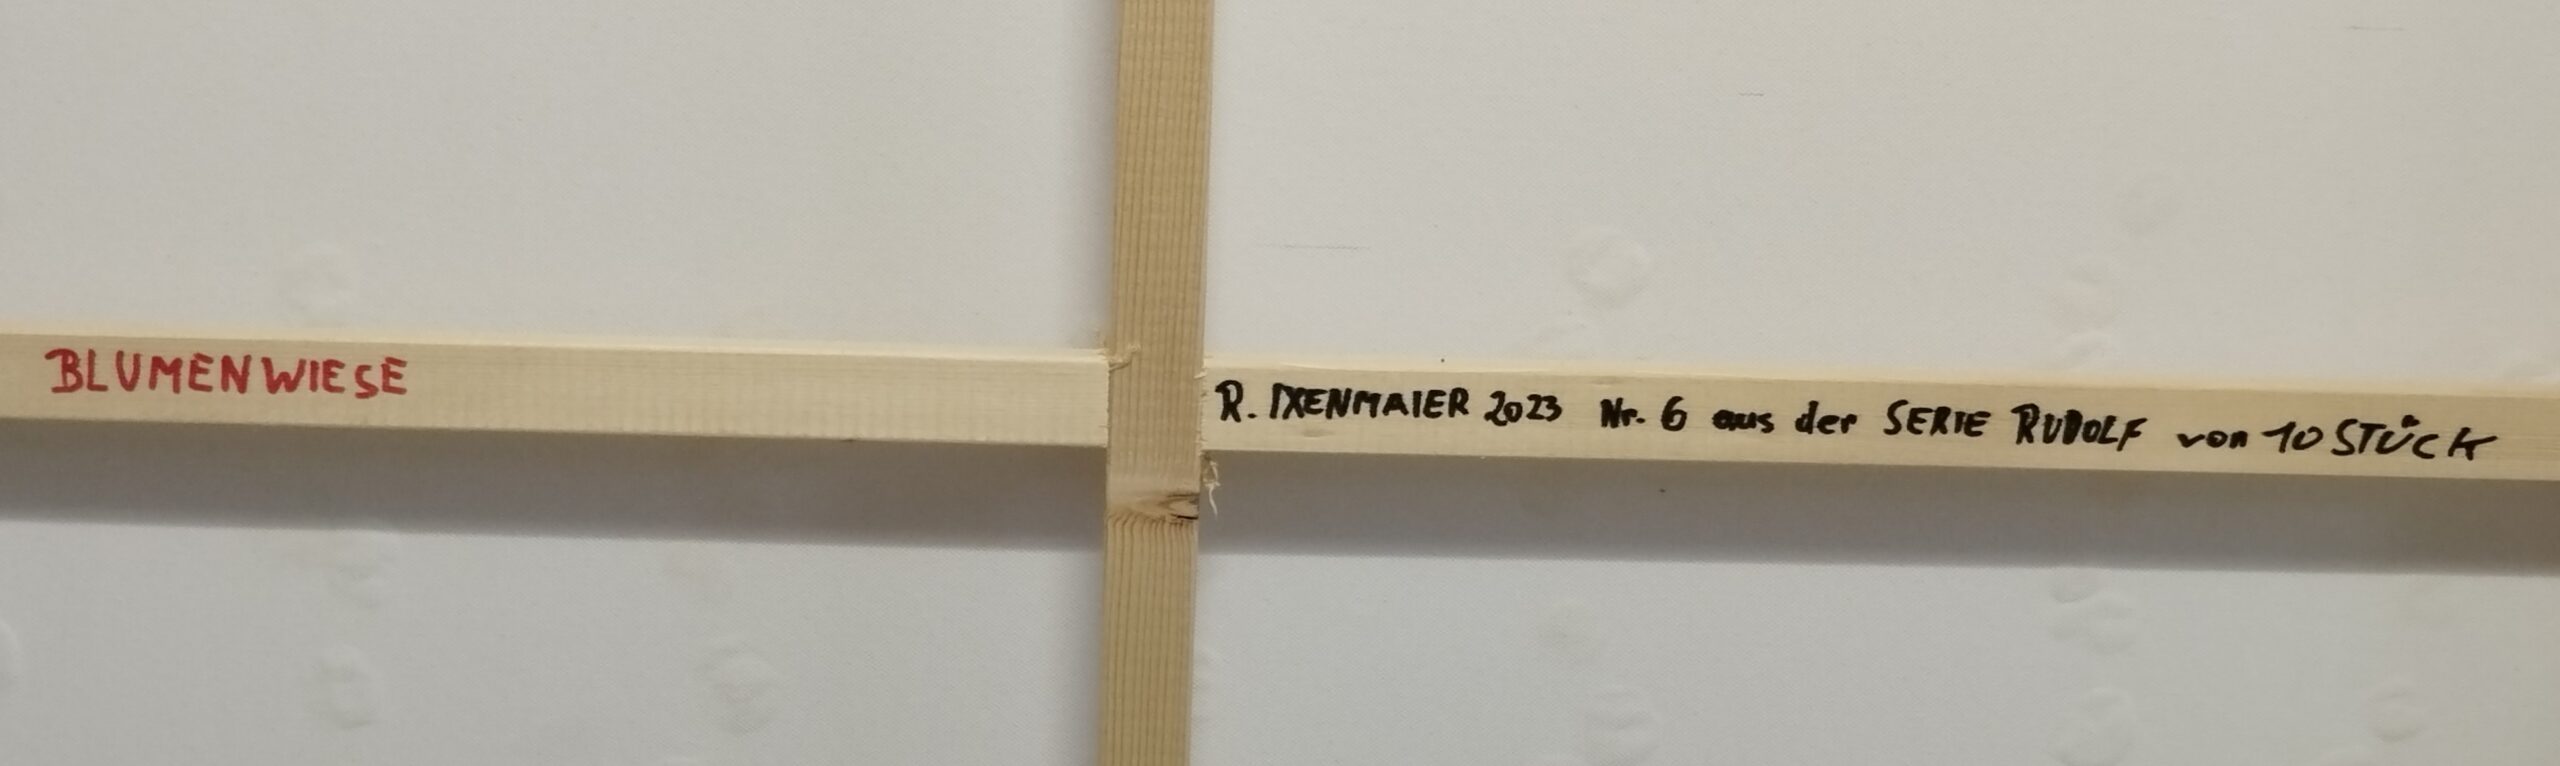 BLUMENWIESE
R. IXENMAIER 2023 Nr. 6 aus der SERIE RUDOLF von 10 STÜCK